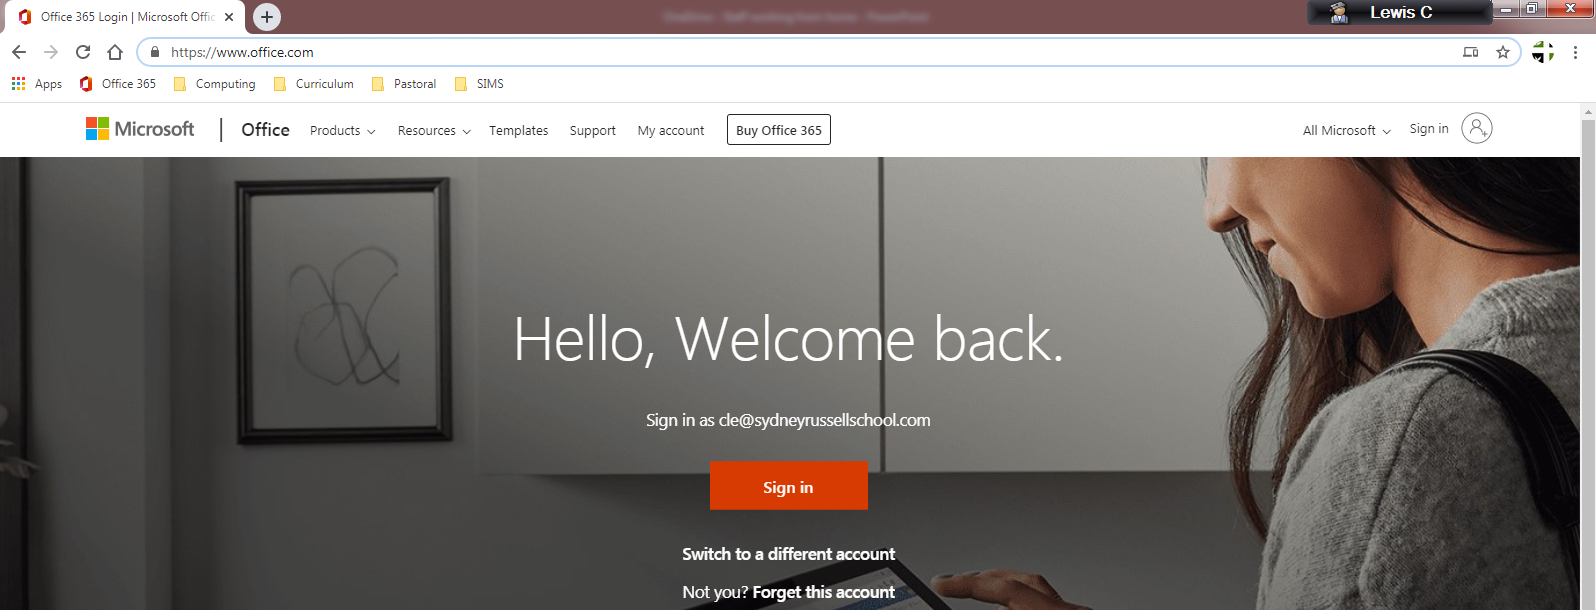 Office 365 Login | Microsoft Offic
Lewis C
https://www.office.com
Apps Office 365 Computing Curriculum Pastoral SIMS
Microsoft | Office Products Resources Templates Support My account Buy Office 365 All Microsoft Sign in
Hello, Welcome back.
Sign in as cle@sydneyrussellschool.com
Sign in
Switch to a different account
Not you? Forget this account